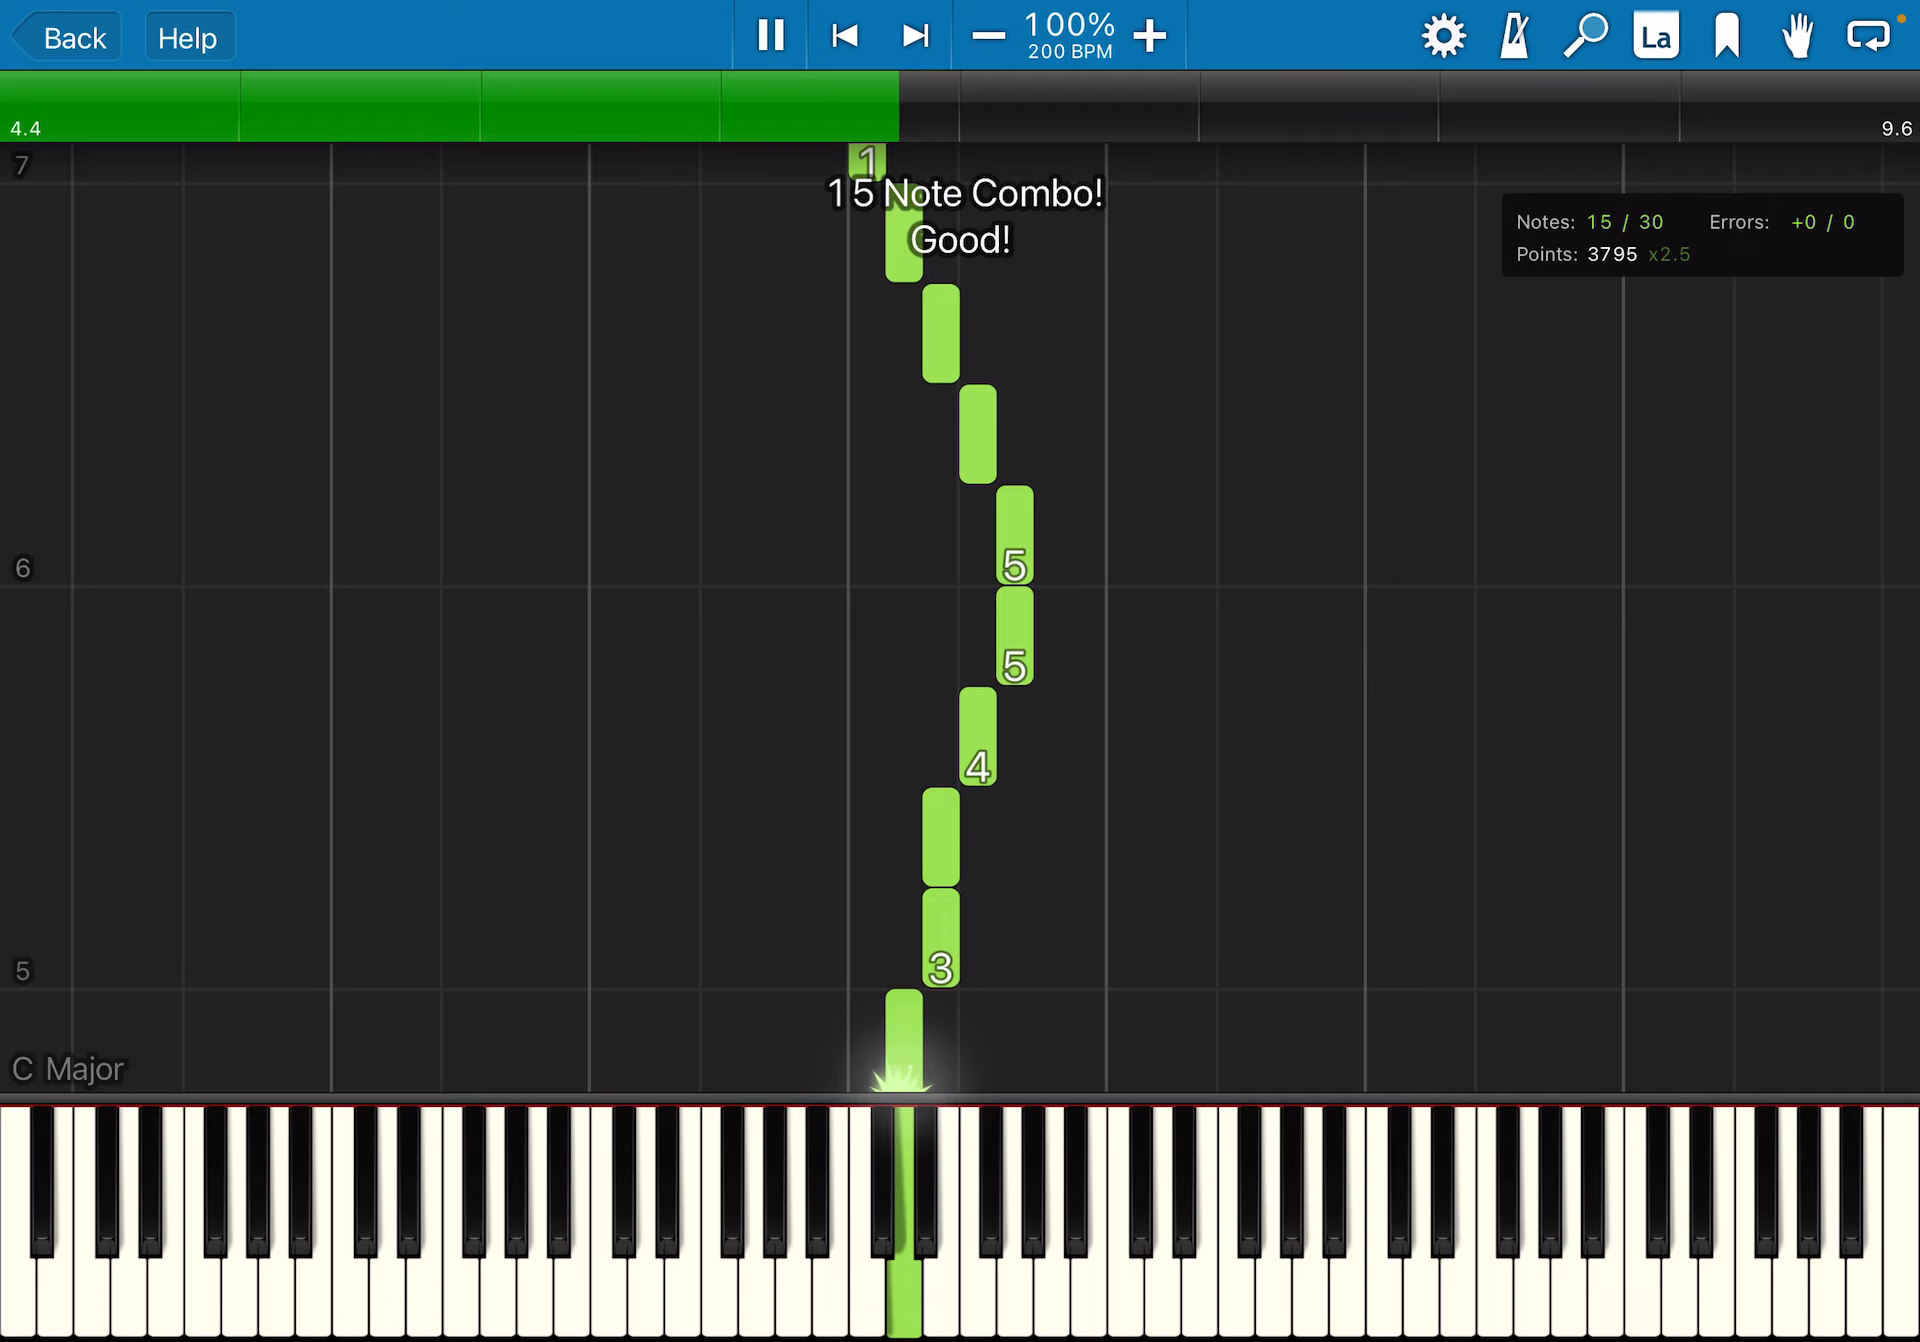 Back
Help
100%
200 BPM
La
4.4
9.6
7
1
15 Note Combo!
Good!
Notes: 15 / 30 Errors: +0 / 0
Points: 3795 x2.5
6
5
5
4
5
3
C Major